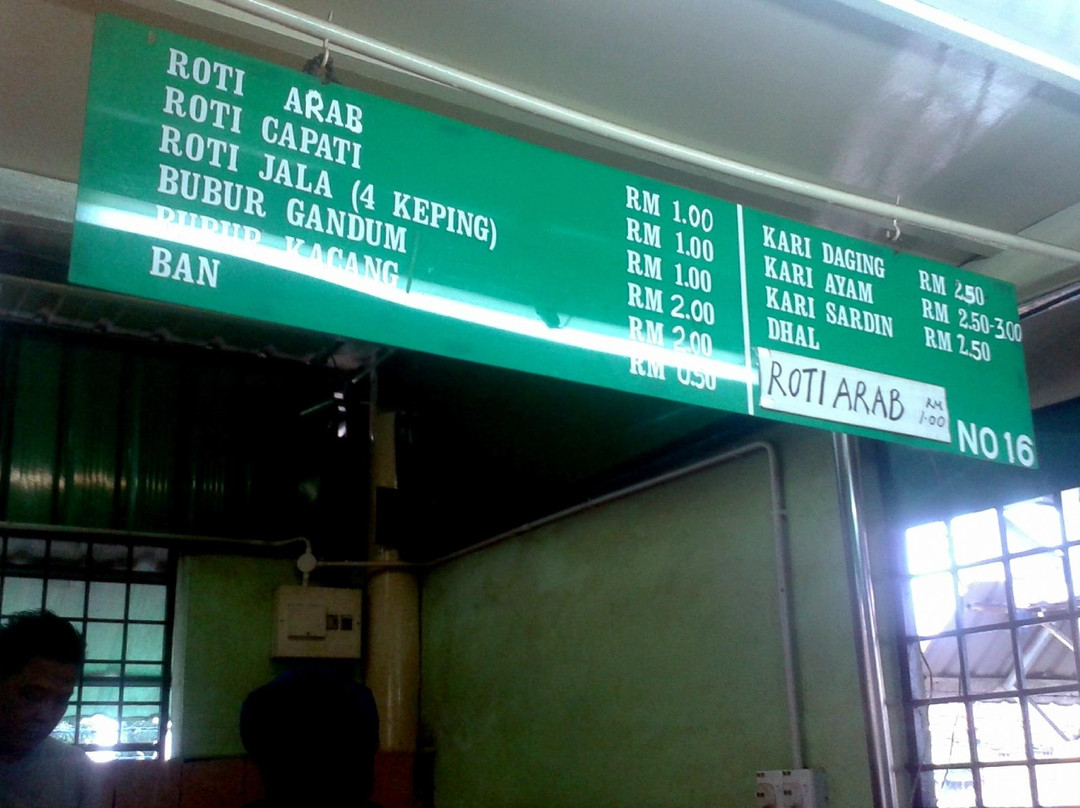 ROTI ARAB RM 1.00
ROTI CAPATI RM 1.00
ROTI JALA (4 KEPING) RM 1.00
BUBUR GANDUM RM 2.00
BUBUR KACANG RM 2.00
BAN RM 0.50
KARI DAGING RM 2.50
KARI AYAM RM 2.50-3.00
KARI SARDIN RM 2.50
DHAL
ROTI ARAB RM 1.00
NO 16